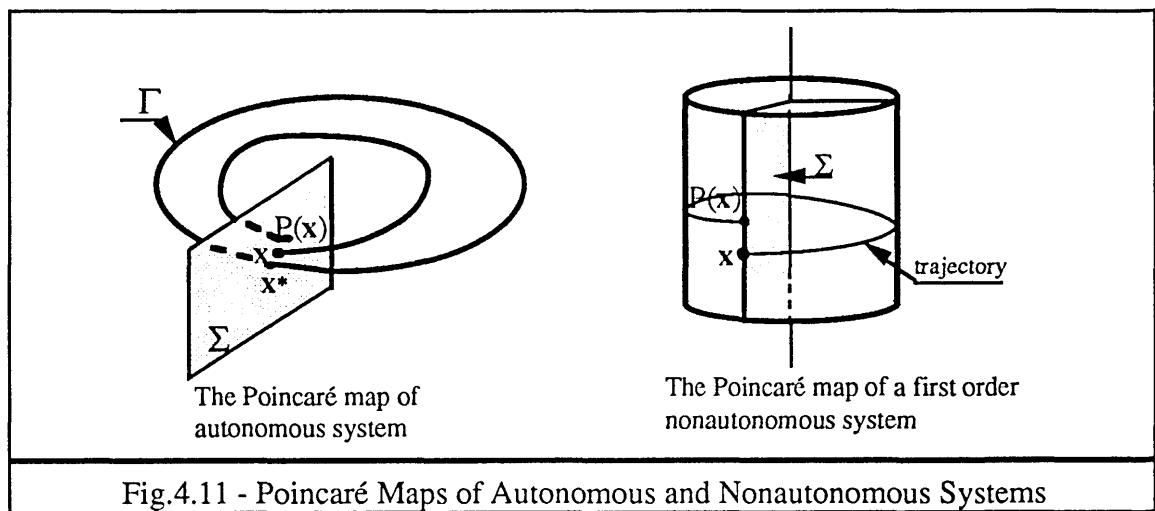 Γ
P(x)
x
x*
Σ
The Poincaré map of
autonomous system
Σ
P(x)
x
trajectory
The Poincaré map of a first order
nonautonomous system
Fig.4.11 - Poincaré Maps of Autonomous and Nonautonomous Systems